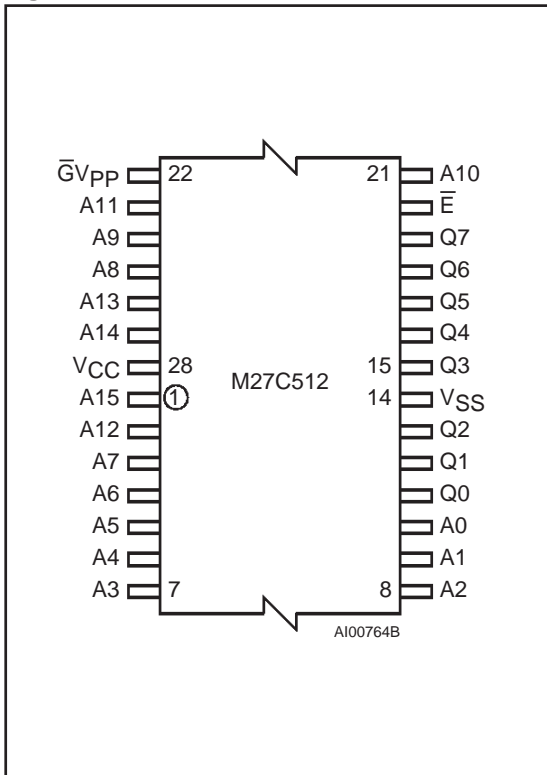 G̅VPP 22 21 A10
A11 E̅
A9 Q7
A8 Q6
A13 Q5
A14 Q4
VCC 28 15 Q3
M27C512
A15 1 14 VSS
A12 Q2
A7 Q1
A6 Q0
A5 A0
A4 A1
A3 7 8 A2
AI00764B